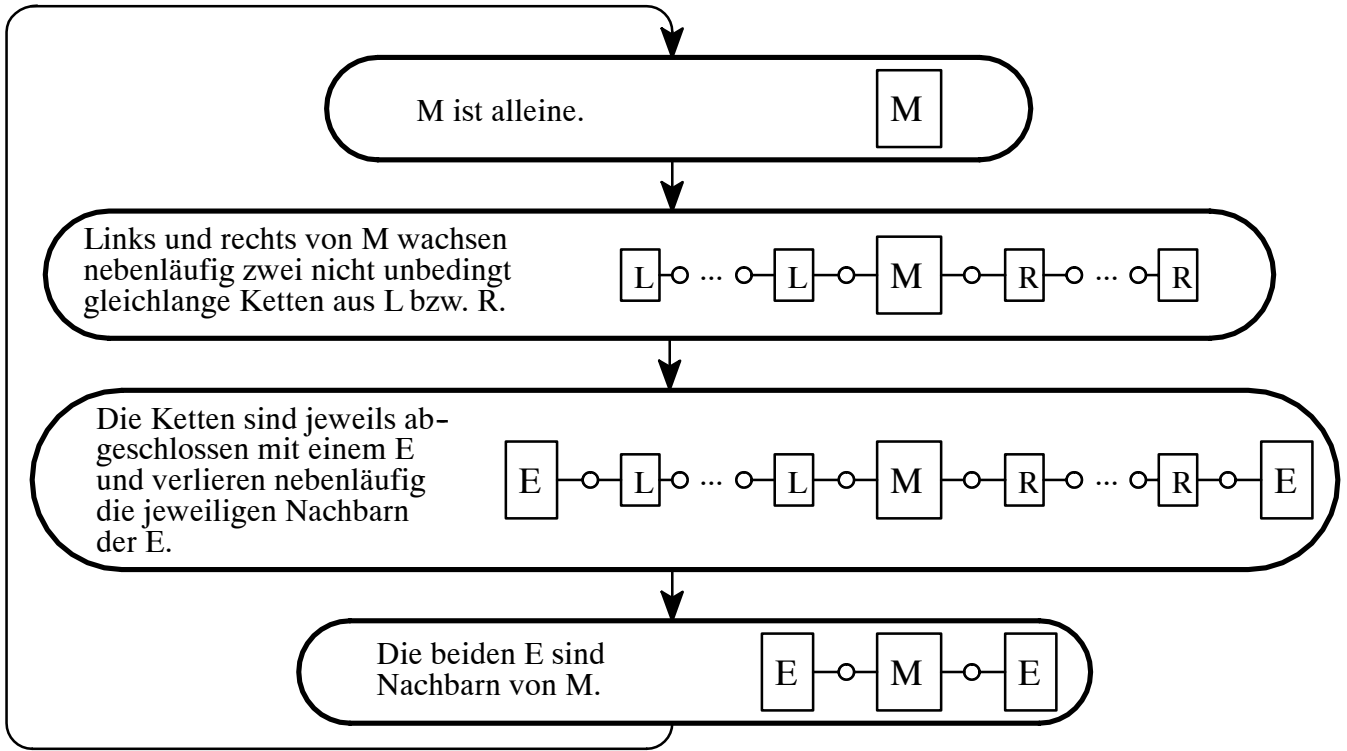 M ist alleine.
M
Links und rechts von M wachsen
nebenläufig zwei nicht unbedingt
gleichlange Ketten aus L bzw. R.
L ... L M R ... R
Die Ketten sind jeweils ab-
geschlossen mit einem E
und verlieren nebenläufig
die jeweiligen Nachbarn
der E.
E L ... L M R ... R E
Die beiden E sind
Nachbarn von M.
E M E